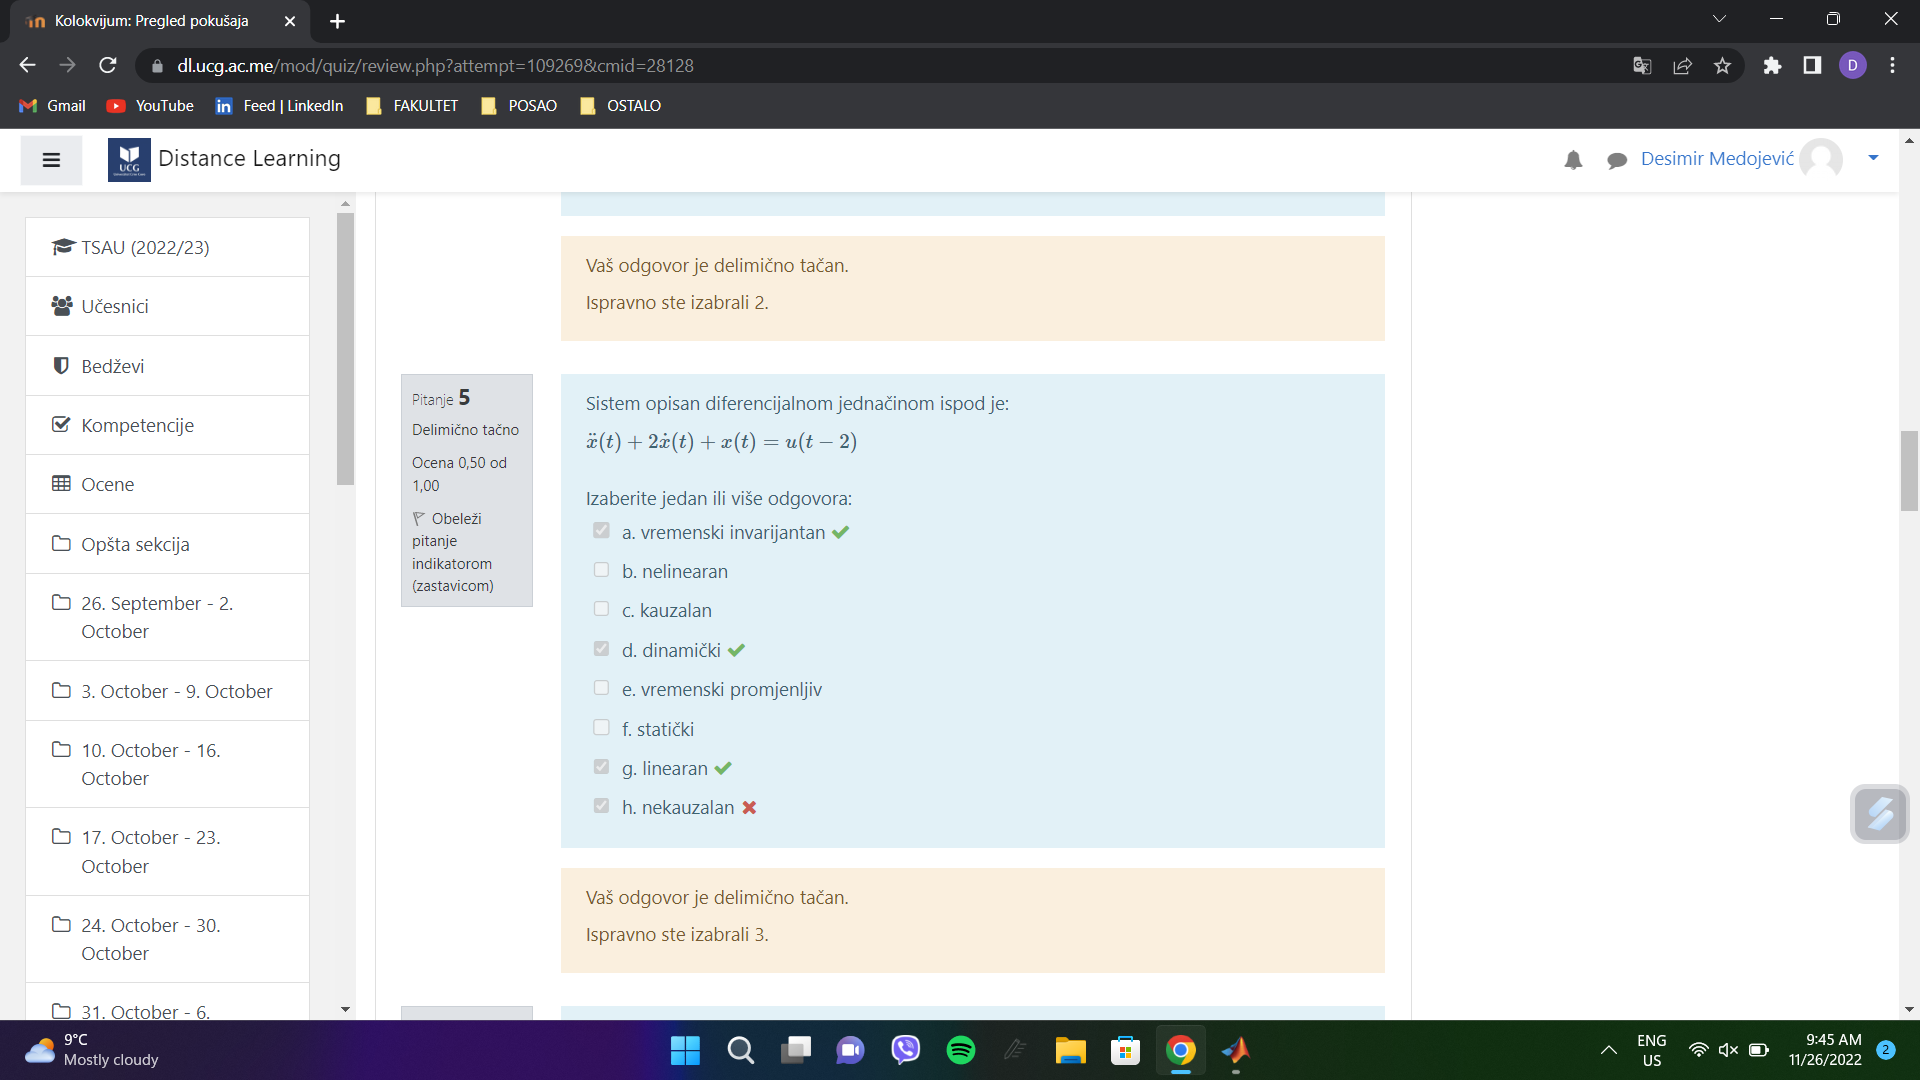 Kolokvijum: Pregled pokušaja
dl.ucg.ac.me/mod/quiz/review.php?attempt=109269&cmid=28128
D
Gmail
YouTube
Feed | LinkedIn
FAKULTET
POSAO
OSTALO
UCG
Distance Learning
Desimir Medojević
TSAU (2022/23)
Učesnici
Bedževi
Kompetencije
Ocene
Opšta sekcija
26. September - 2.
October
3. October - 9. October
10. October - 16.
October
17. October - 23.
October
24. October - 30.
October
31. October - 6.
Vaš odgovor je delimično tačan.
Ispravno ste izabrali 2.
Pitanje 5
Delimično tačno
Ocena 0,50 od
1,00
Obeleži
pitanje
indikatorom
(zastavicom)
Sistem opisan diferencijalnom jednačinom ispod je:
ẍ(t) + 2ẋ(t) + x(t) = u(t − 2)
Izaberite jedan ili više odgovora:
a. vremenski invarijantan
b. nelinearan
c. kauzalan
d. dinamički
e. vremenski promjenljiv
f. statički
g. linearan
h. nekauzalan
Vaš odgovor je delimično tačan.
Ispravno ste izabrali 3.
9°C
Mostly cloudy
ENG
US
9:45 AM
11/26/2022
2